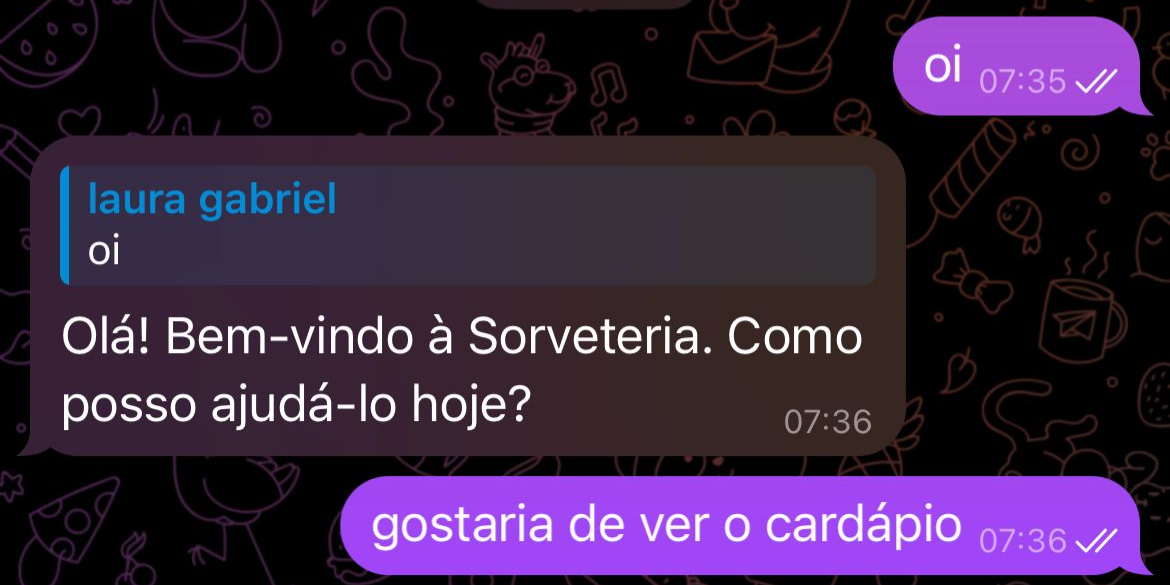 oi 07:35
laura gabriel
oi
Olá! Bem-vindo à Sorveteria. Como
posso ajudá-lo hoje?
07:36
gostaria de ver o cardápio 07:36